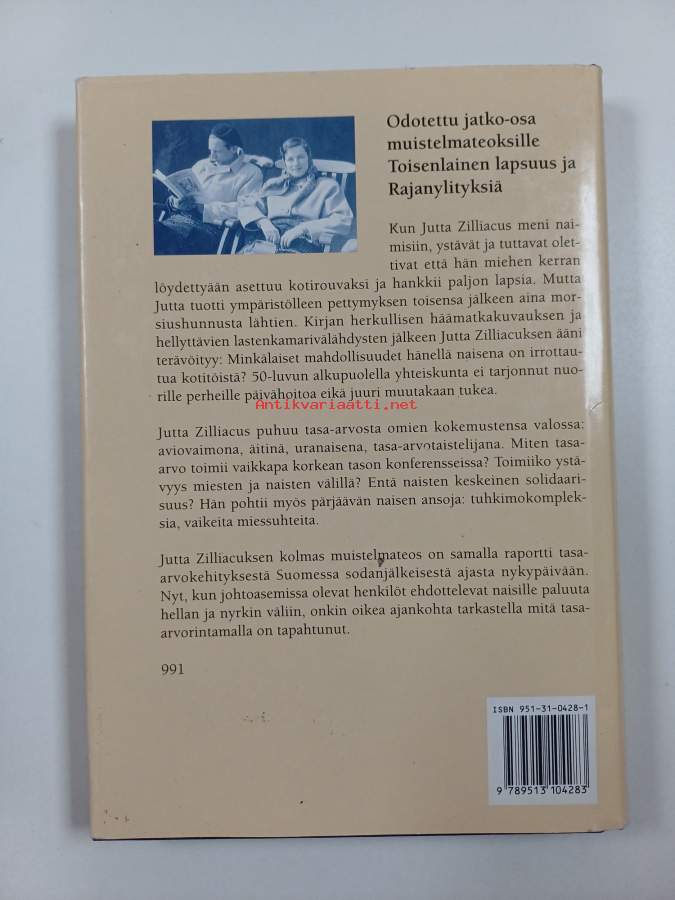 Odotettu jatko-osa
muistelmateoksille
Toisenlainen lapsuus ja
Rajanylityksiä
Kun Jutta Zilliacus meni nai-
misiin, ystävät ja tuttavat olet-
tivat että hän miehen kerran
löydettyään asettuu kotirouvaksi ja hankkii paljon lapsia. Mutta
Jutta tuotti ympäristölleen pettymyksen toisensa jälkeen aina mor-
siushunnusta lähtien. Kirjan herkullisen häämatkakuvauksen ja
hellyttävien lastenkamarivälähdysten jälkeen Jutta Zilliacuksen ääni
terävöityy: Minkälaiset mahdollisuudet hänellä naisena on irrottau-
tua kotitöistä? 50-luvun alkupuolella yhteiskunta ei tarjonnut nuo-
rille perheille päivähoitoa eikä juuri muutakaan tukea.
Antikvariaatti.net
Jutta Zilliacus puhuu tasa-arvosta omien kokemustensa valossa:
aviovaimona, äitinä, uranaisena, tasa-arvotaistelijana. Miten tasa-
arvo toimii vaikkapa korkean tason konferensseissa? Toimiiko ystä-
vyys miesten ja naisten välillä? Entä naisten keskeinen solidaari-
suus? Hän pohtii myös pärjäävän naisen ansoja: tuhkimokomplek-
sia, vaikeita miessuhteita.
Jutta Zilliacuksen kolmas muistelmateos on samalla raportti tasa-
arvokehityksestä Suomessa sodanjälkeisestä ajasta nykypäivään.
Nyt, kun johtoasemissa olevat henkilöt ehdottelevat naisille paluuta
hellan ja nyrkin väliin, onkin oikea ajankohta tarkastella mitä tasa-
arvorintamalla on tapahtunut.
991
ISBN 951-31-0428-1
9 789513 104283